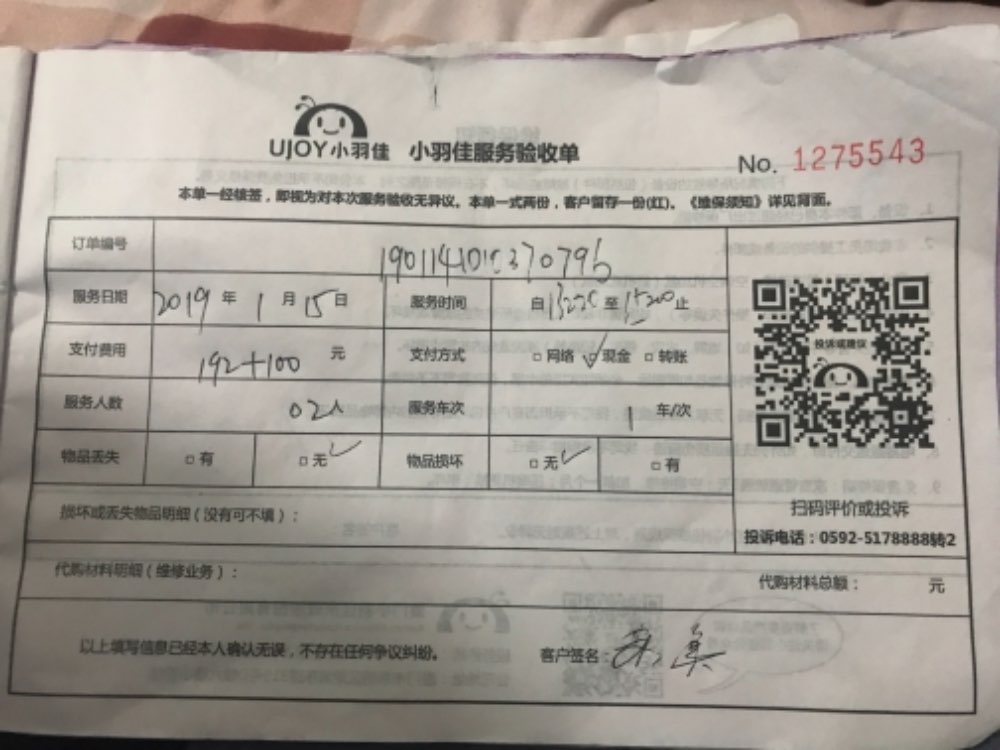 UJOY小羽佳 小羽佳服务验收单
No. 1275543
本单一经核签，即视为对本次服务验收无异议。本单一式两份，客户留存一份(红)。《维保须知》详见背面。
订单编号
服务日期 2019 年 1 月 15 日 服务时间 自 至 止
支付费用 192+100 元 支付方式 □网络 ✓现金 □转账
服务人数 02人 服务车次 1 车/次
物品丢失 □有 □无✓ 物品损坏 □无✓ □有
投诉或建议
扫码评价或投诉
投诉电话：0592-5178888转2
损坏或丢失物品明细（没有可不填）：
代购材料明细（维修业务）： 代购材料总额： 元
以上填写信息已经本人确认无误，不存在任何争议纠纷。 客户签名